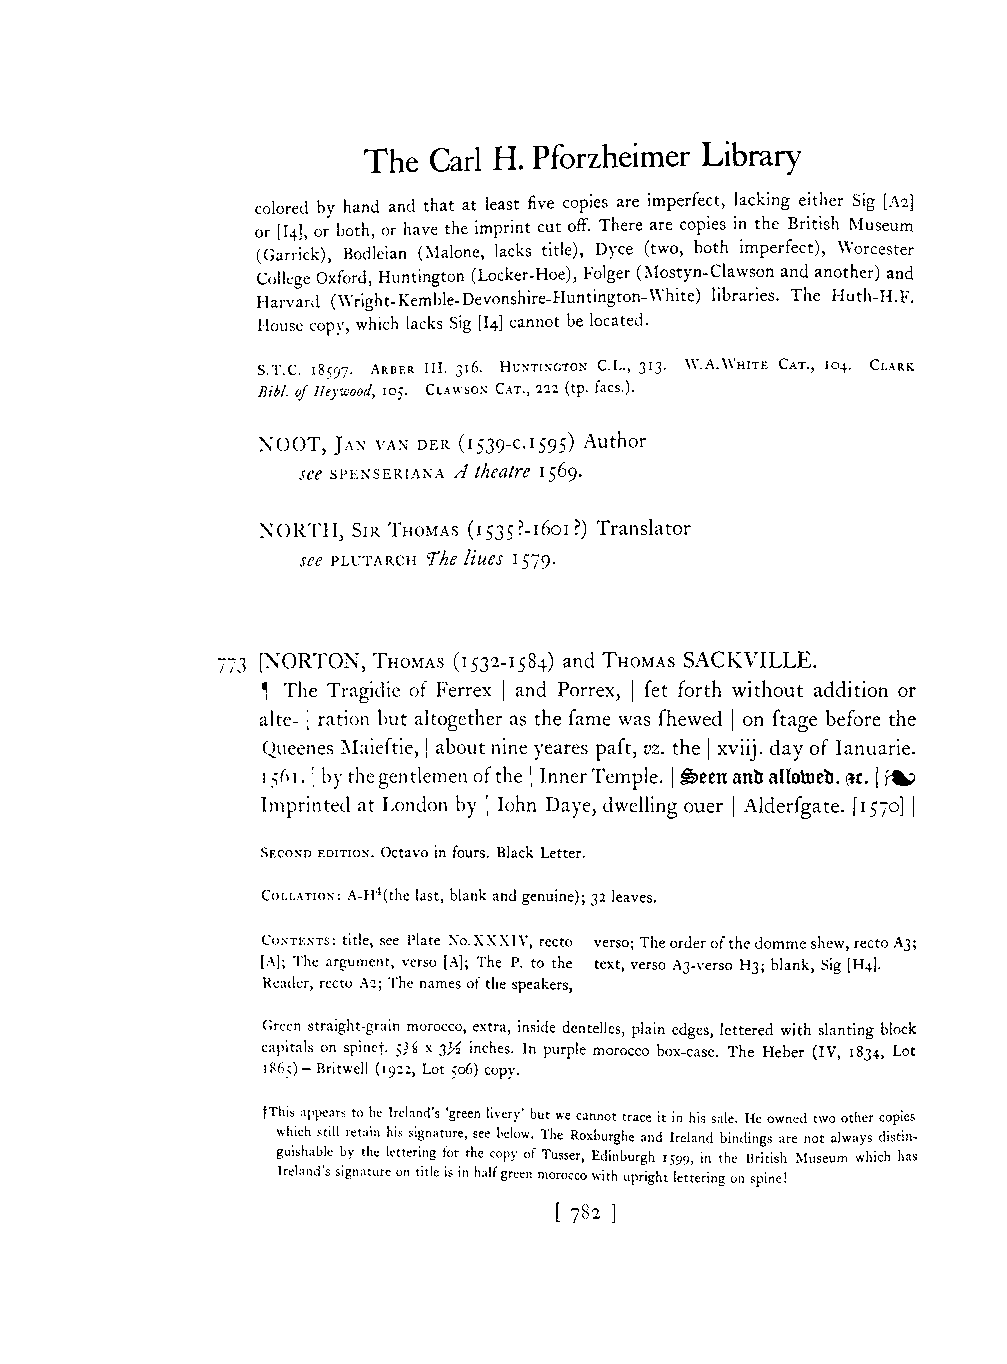 The Carl H. Pforzheimer Library
colored by hand and that at least five copies are imperfect, lacking either Sig [A2]
or [I4], or both, or have the imprint cut off. There are copies in the British Museum
(Garrick), Bodleian (Malone, lacks title), Dyce (two, both imperfect), Worcester
College Oxford, Huntington (Locker-Hoe), Folger (Mostyn-Clawson and another) and
Harvard (Wright-Kemble-Devonshire-Huntington-White) libraries. The Huth-H.F.
House copy, which lacks Sig [I4] cannot be located.
S.T.C. 18597. ARBER III. 316. HUNTINGTON C.L., 313. W.A.WHITE CAT., 104. CLARK
Bibl. of Heywood, 105. CLAWSON CAT., 222 (tp. facs.).
NOOT, JAN VAN DER (1539-c.1595) Author
see SPENSERIANA A theatre 1569.
NORTH, SIR THOMAS (1535?-1601?) Translator
see PLUTARCH The liues 1579.
773 [NORTON, THOMAS (1532-1584) and THOMAS SACKVILLE.
¶ The Tragidie of Ferrex | and Porrex, | ſet forth without addition or
alte- | ration but altogether as the ſame was ſhewed | on ſtage before the
Queenes Maieſtie, | about nine yeares paſt, vz. the | xviij. day of Ianuarie.
1561. | by the gentlemen of the | Inner Temple. | Seen and allowed. ⁊c. |
Imprinted at London by | Iohn Daye, dwelling ouer | Alderſgate. [1570] |
SECOND EDITION. Octavo in fours. Black Letter.
COLLATION: A-H⁴(the last, blank and genuine); 32 leaves.
CONTENTS: title, see Plate No.XXXIV, recto
[A]; The argument, verso [A]; The P. to the
Reader, recto A2; The names of the speakers,
verso; The order of the domme shew, recto A3;
text, verso A3-verso H3; blank, Sig [H4].
Green straight-grain morocco, extra, inside dentelles, plain edges, lettered with slanting block
capitals on spine†. 5⅜ x 3½ inches. In purple morocco box-case. The Heber (IV, 1834, Lot
1865) – Britwell (1922, Lot 506) copy.
†This appears to be Ireland's 'green livery' but we cannot trace it in his sale. He owned two other copies
which still retain his signature, see below. The Roxburghe and Ireland bindings are not always distin-
guishable by the lettering for the copy of Tusser, Edinburgh 1599, in the British Museum which has
Ireland's signature on title is in half green morocco with upright lettering on spine!
[ 782 ]